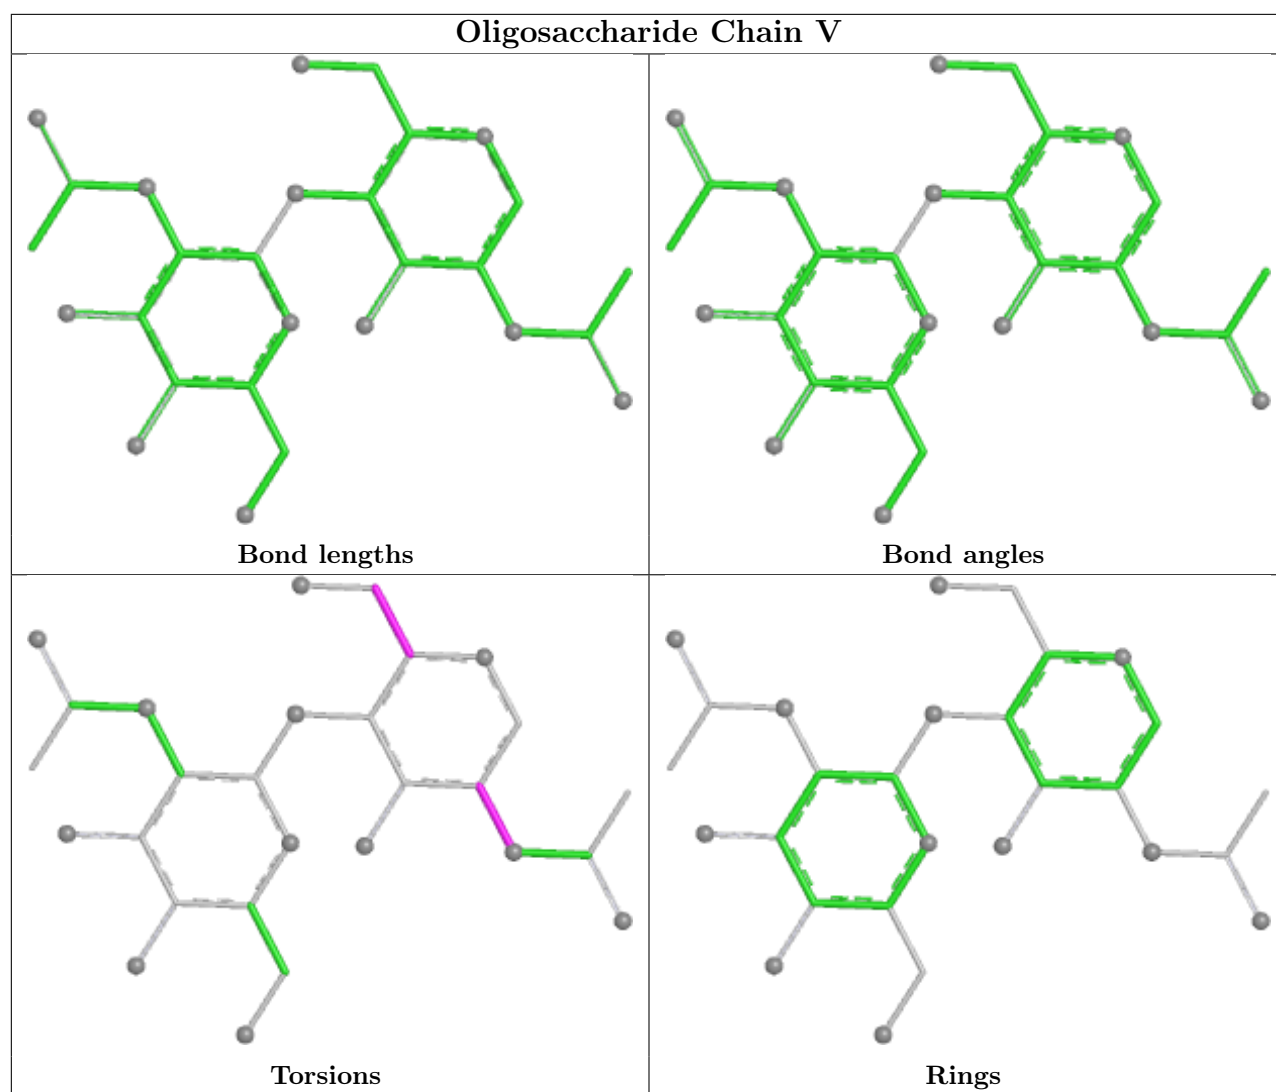 Oligosaccharide Chain V
Bond lengths
Bond angles
Torsions
Rings